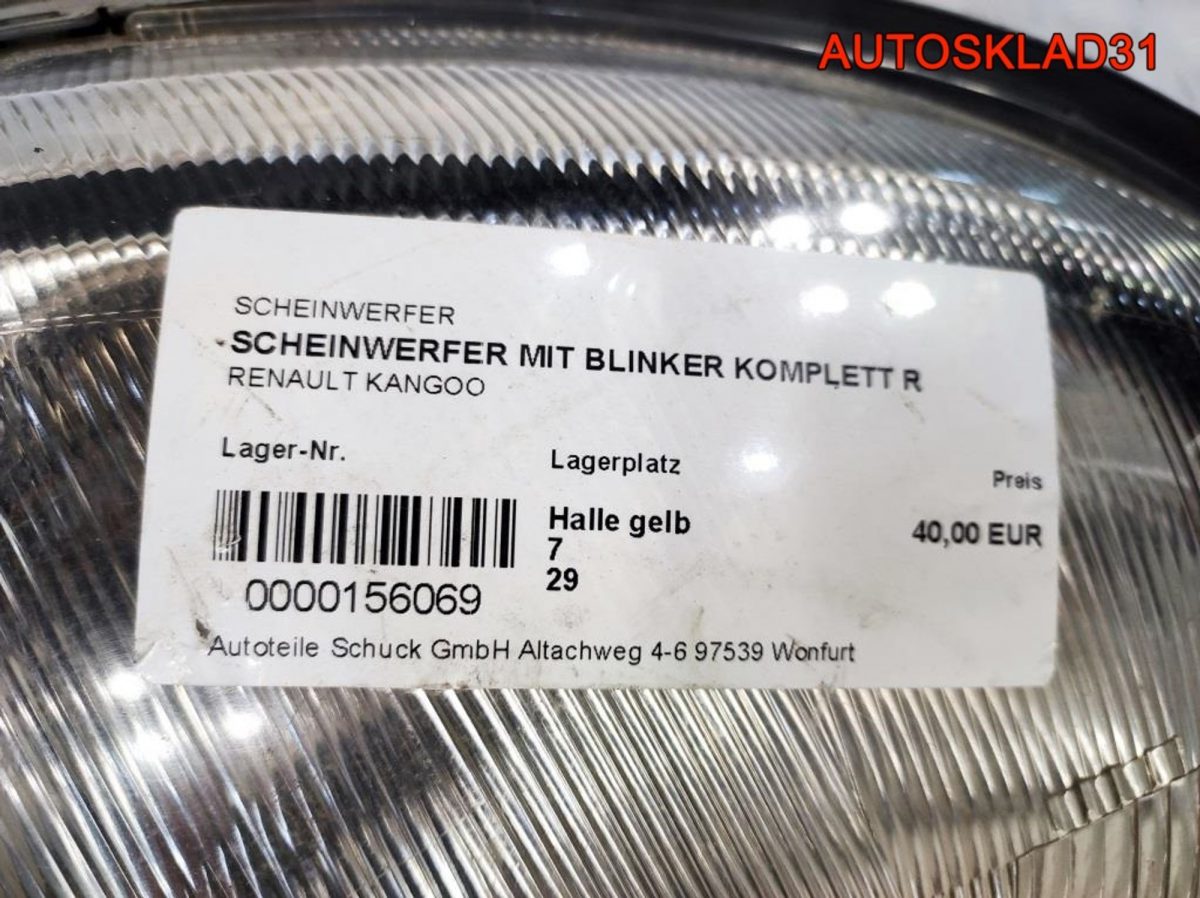 AUTOSKLAD31
SCHEINWERFER
SCHEINWERFER MIT BLINKER KOMPLETT R
RENAULT KANGOO
Lager-Nr. Lagerplatz Preis
Halle gelb 40,00 EUR
7
29
0000156069
Autoteile Schuck GmbH Altachweg 4-6 97539 Wonfurt